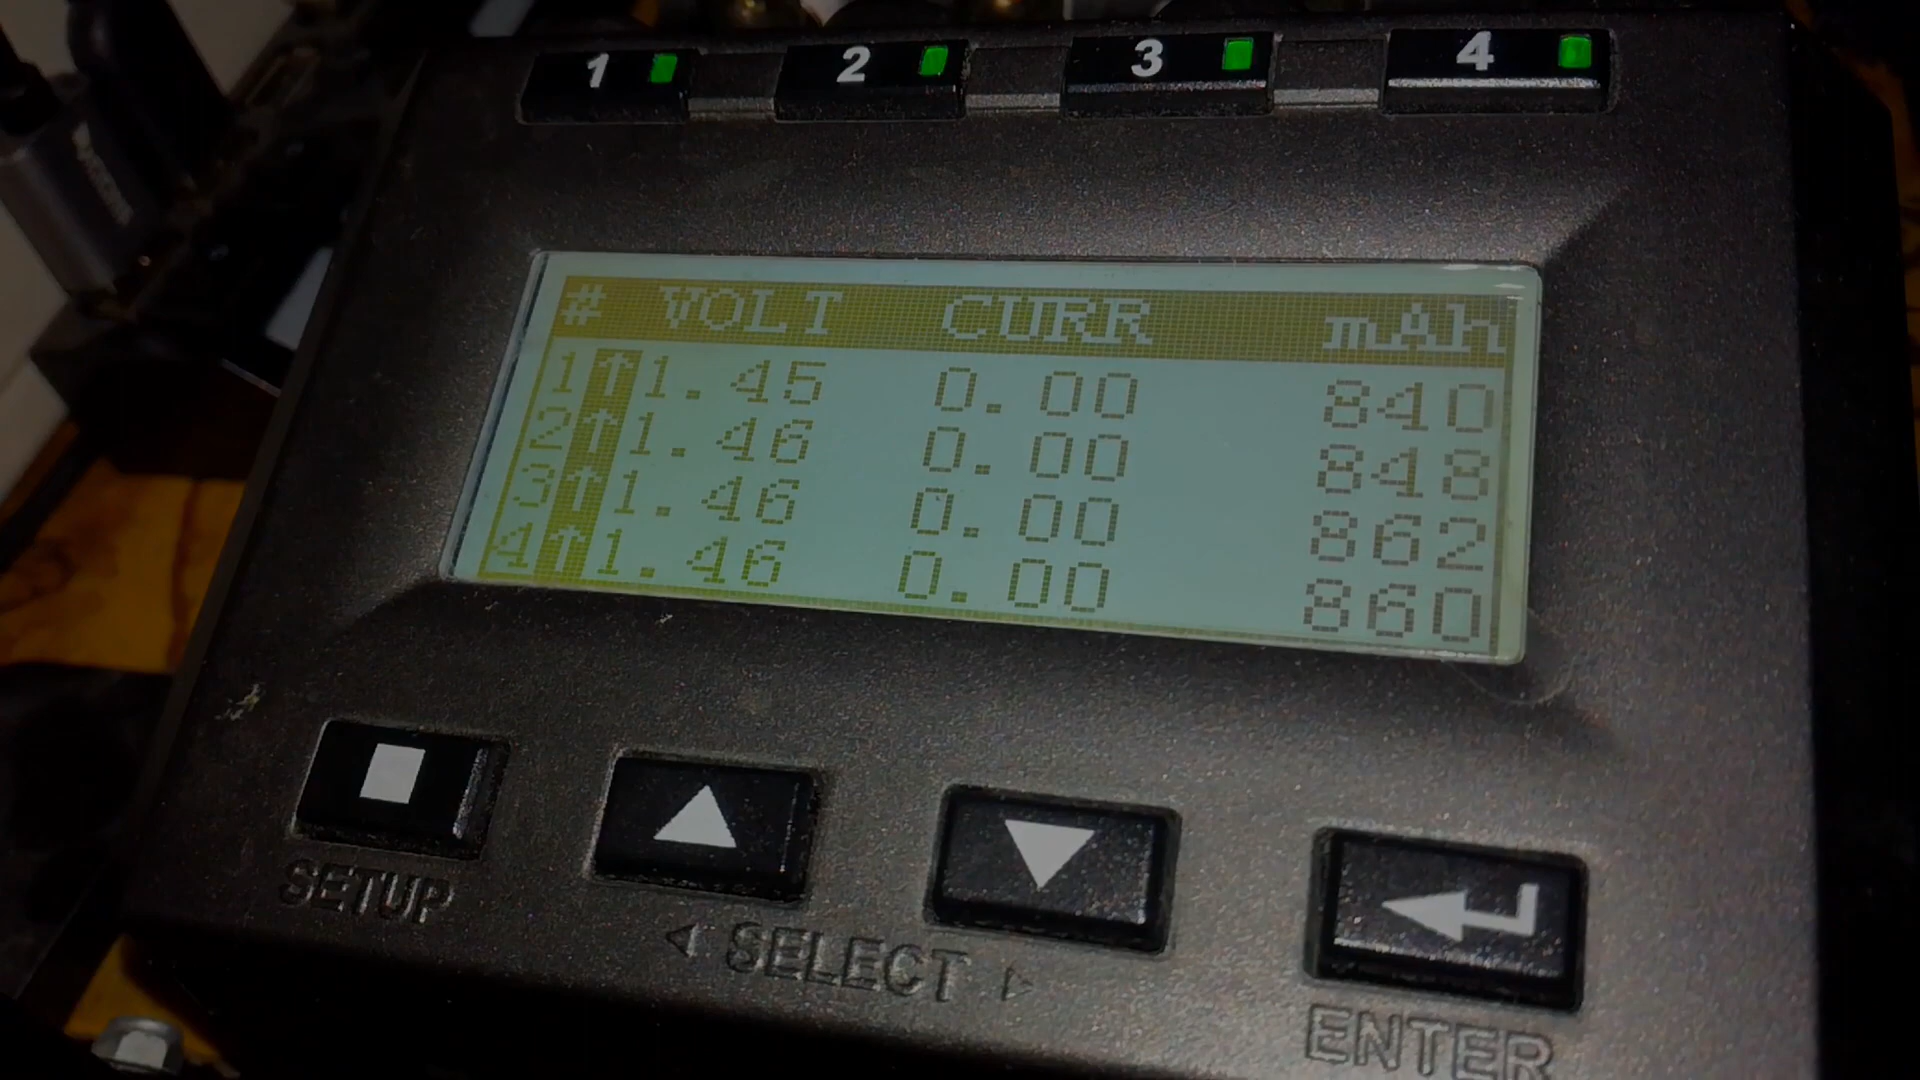 1 2 3 4
# VOLT CURR mAh
1↑1.45 0.00 840
2↑1.46 0.00 848
3↑1.46 0.00 862
4↑1.46 0.00 860
SETUP
SELECT
ENTER